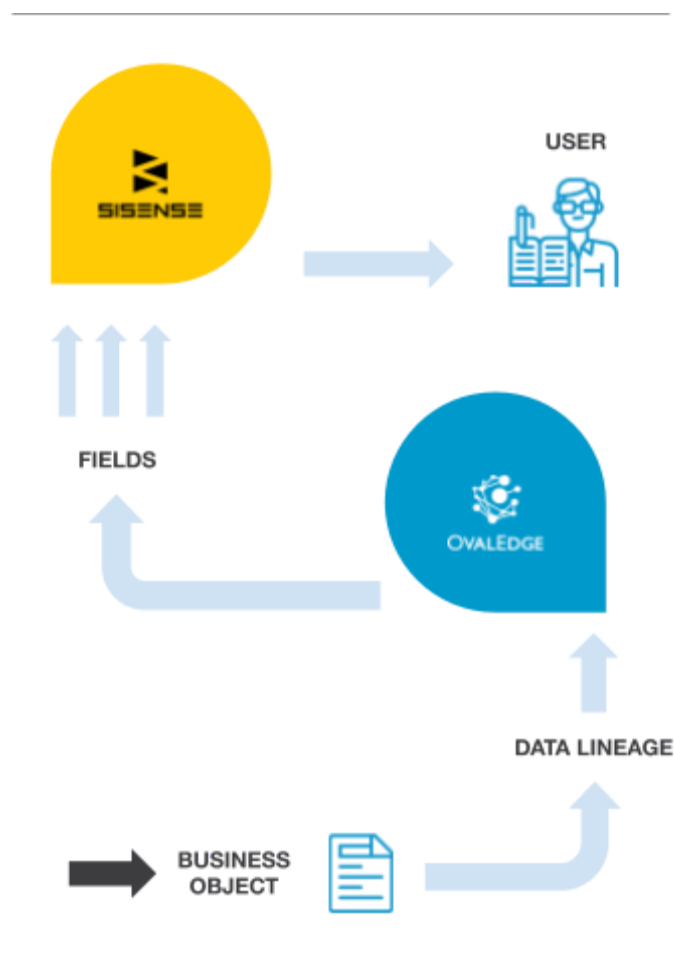 SISENSE
USER
FIELDS
OVALEDGE
DATA LINEAGE
BUSINESS
OBJECT